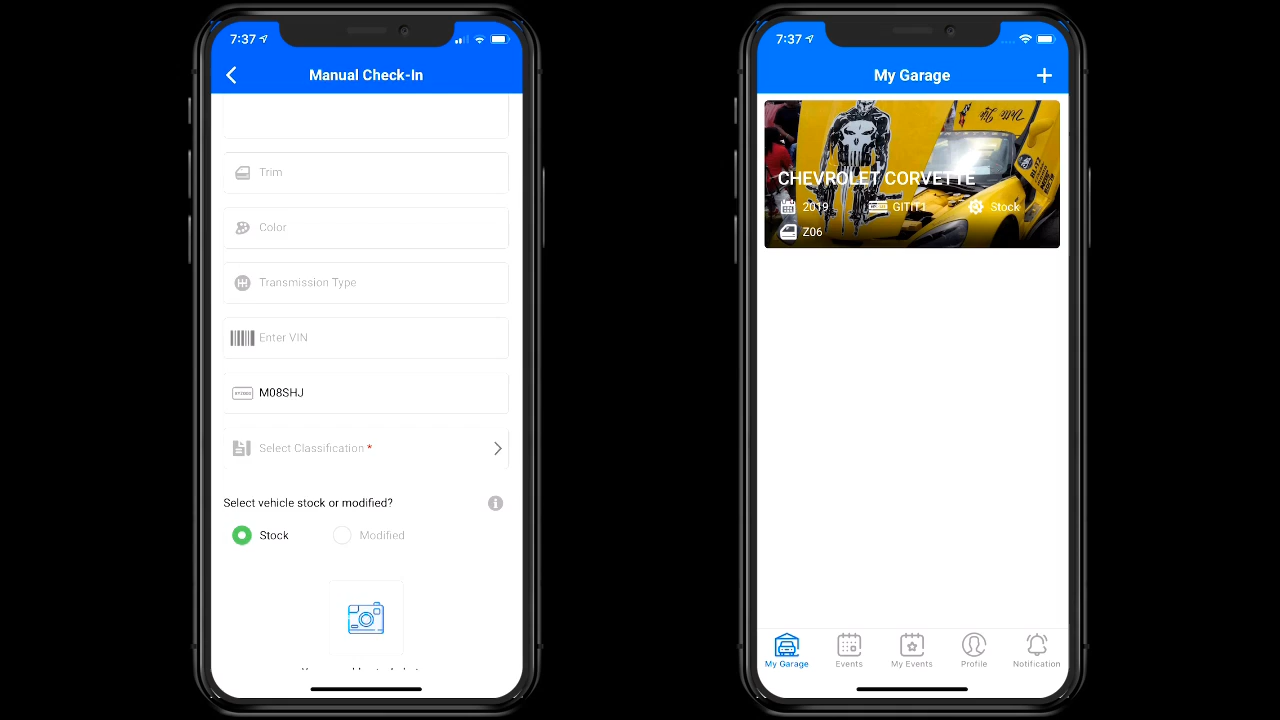 7:37
Manual Check-In
Trim
Color
Transmission Type
Enter VIN
M08SHJ
Select Classification *
Select vehicle stock or modified?
Stock
Modified
7:37
My Garage
CHEVROLET CORVETTE
2019
GITIT1
Stock
Z06
My Garage
Events
My Events
Profile
Notification